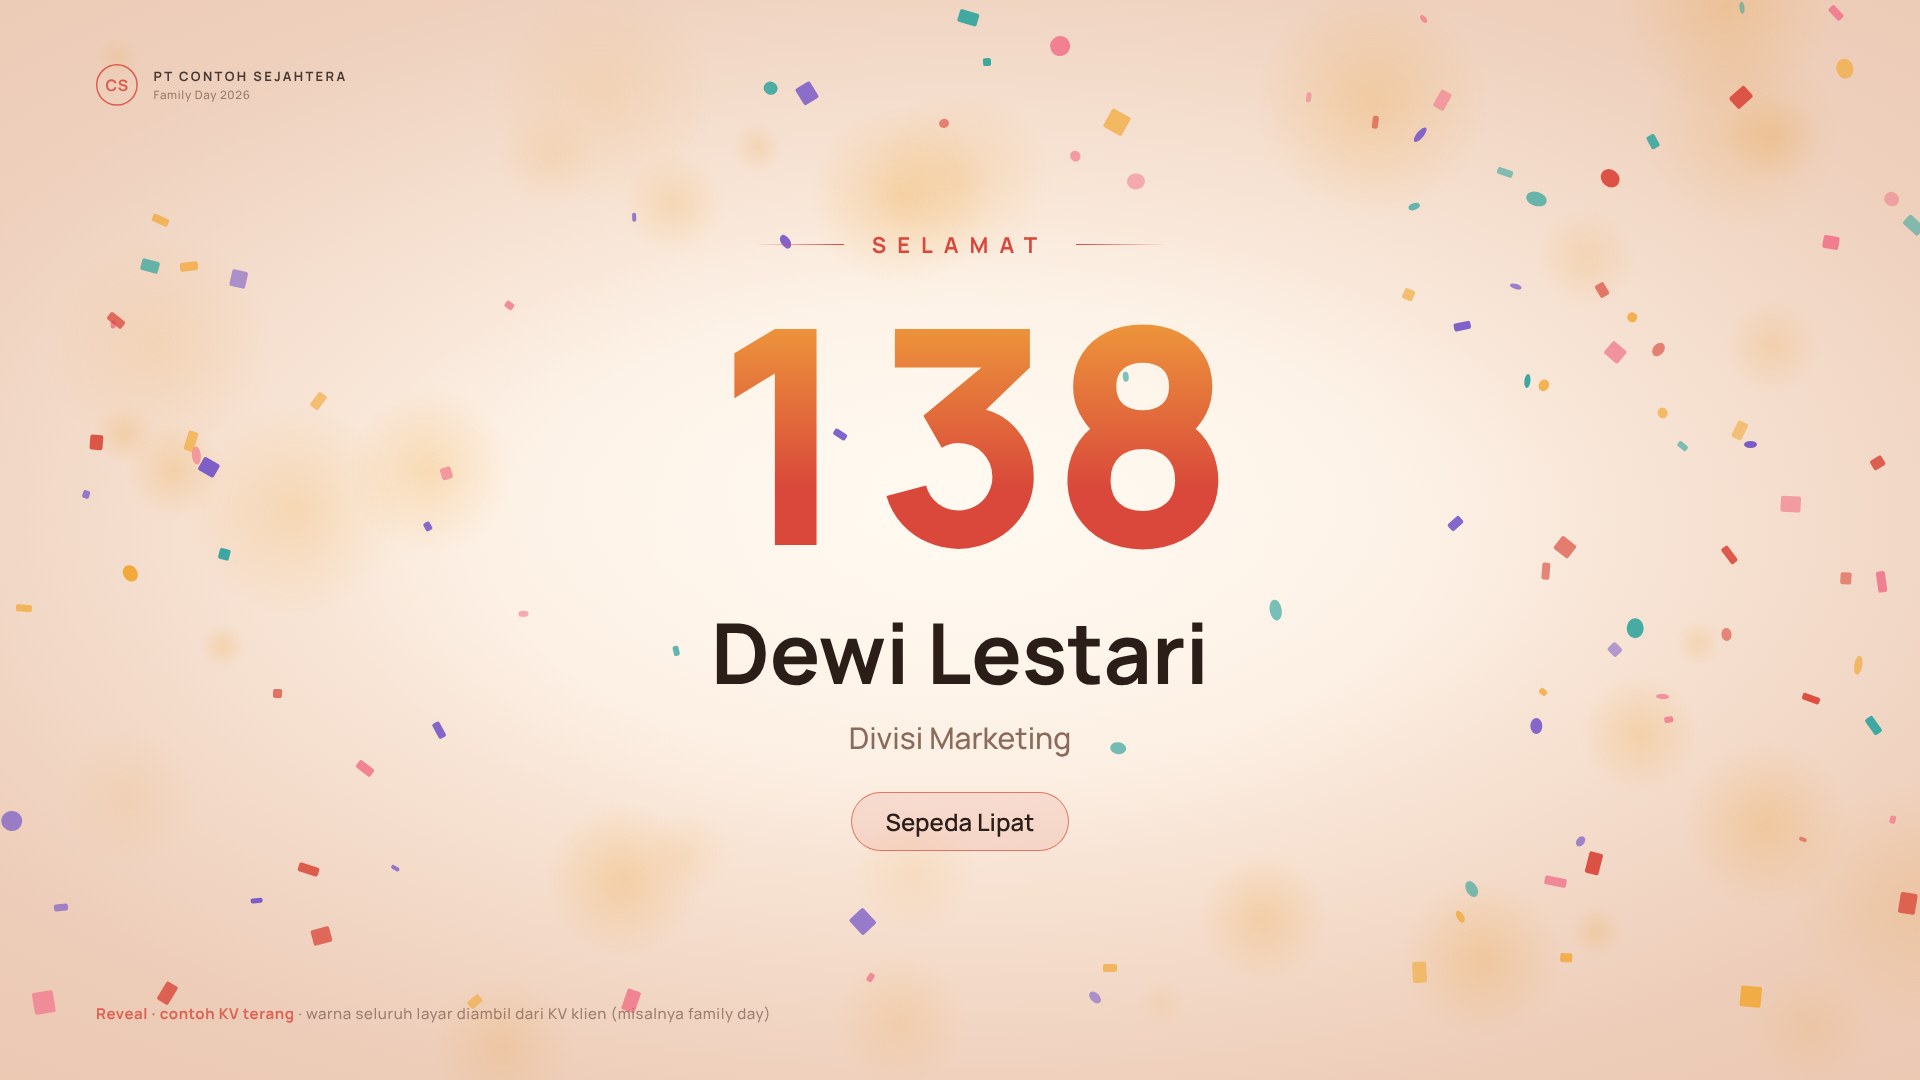 CS
PT CONTOH SEJAHTERA
Family Day 2026
SELAMAT
138
Dewi Lestari
Divisi Marketing
Sepeda Lipat
Reveal · contoh KV terang · warna seluruh layar diambil dari KV klien (misalnya family day)